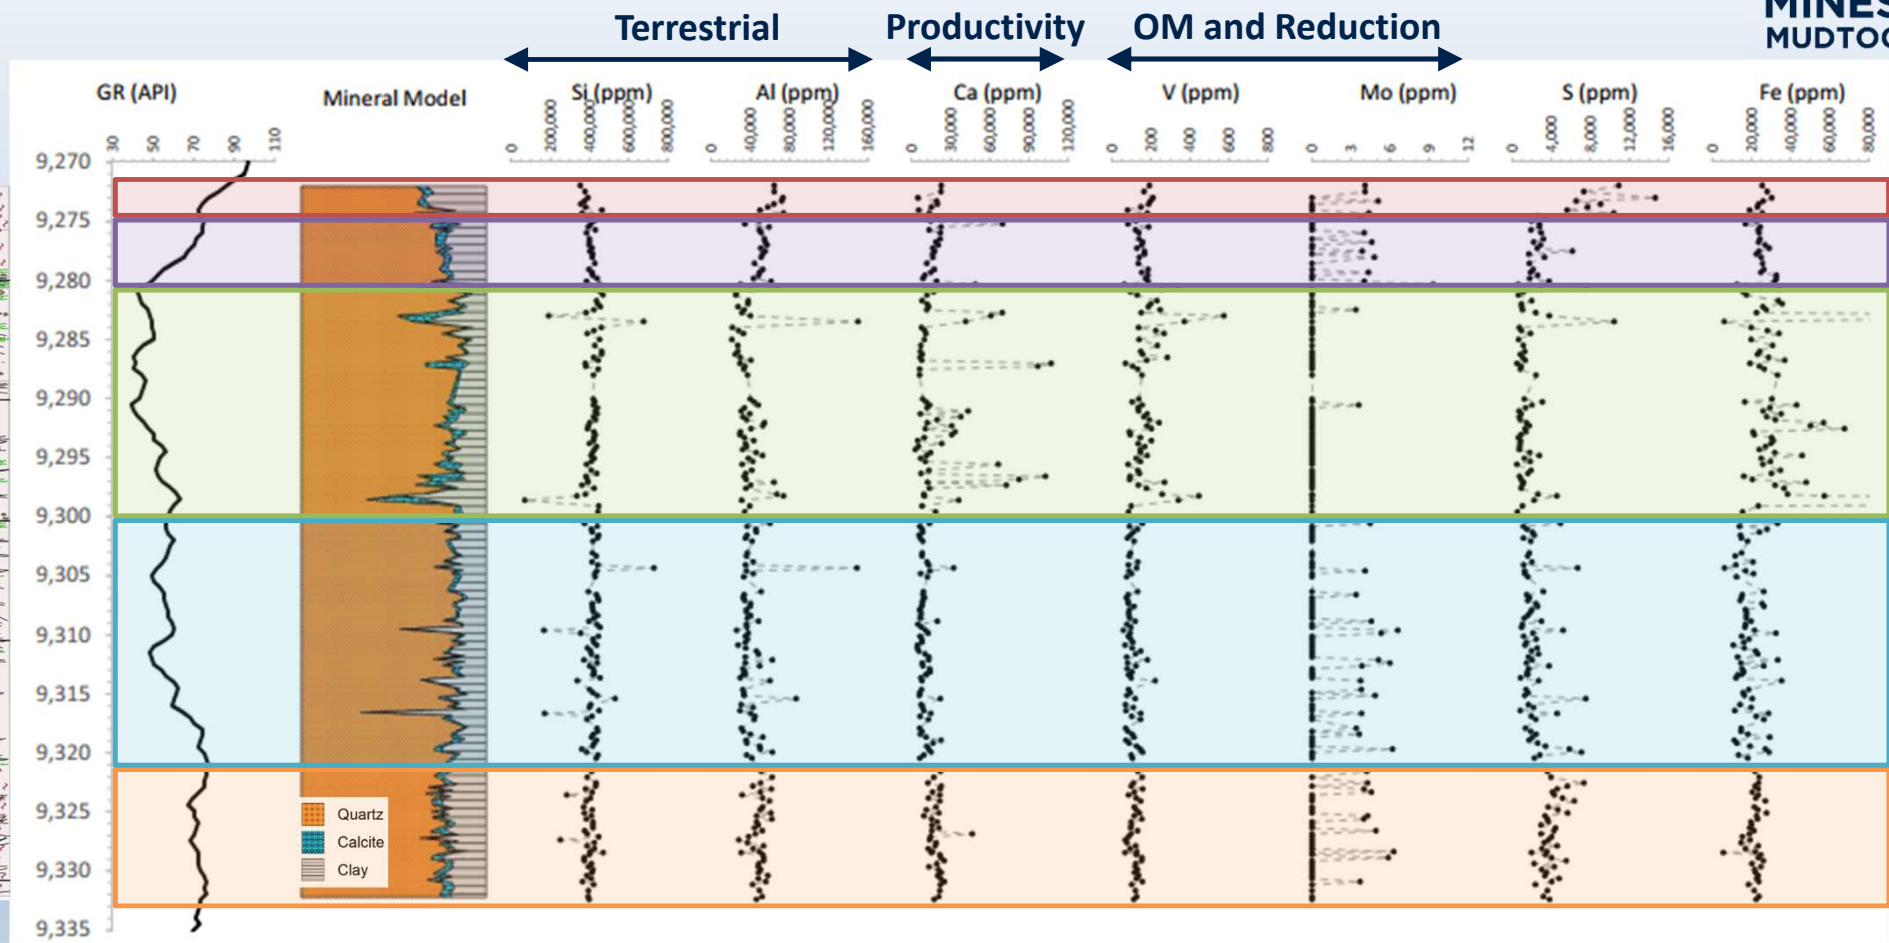 Terrestrial Productivity OM and Reduction
MINES
GR (API) Mineral Model Si (ppm) Al (ppm) Ca (ppm) V (ppm) Mo (ppm) S (ppm) Fe (ppm)
30 50 70 90 110
0 200,000 400,000 600,000 800,000
0 40,000 80,000 120,000 160,000
0 30,000 60,000 90,000 120,000
0 200 400 600 800
0 3 6 9 12
0 4,000 8,000 12,000 16,000
0 20,000 40,000 60,000 80,000
9,270
9,275
9,280
9,285
9,290
9,295
9,300
9,305
9,310
9,315
9,320
9,325
9,330
9,335
Quartz
Calcite
Clay